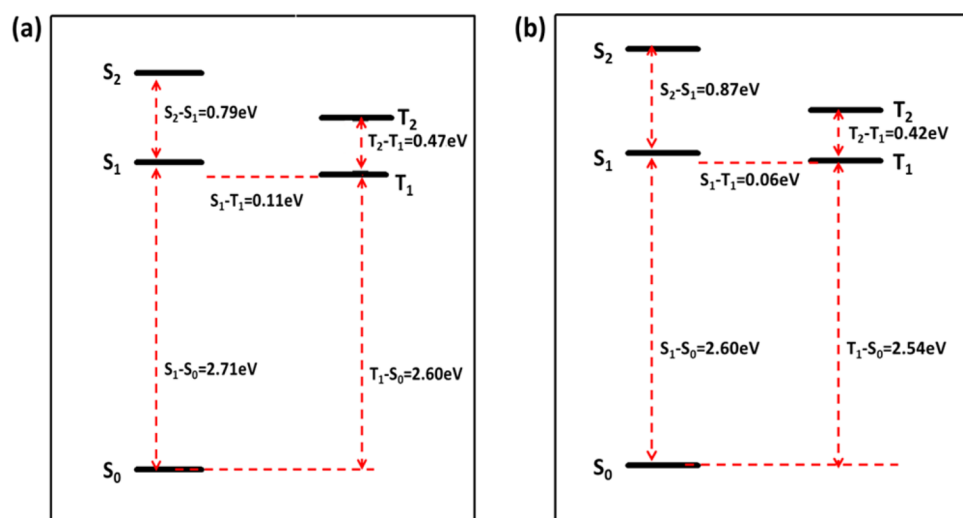 (a)
S₂
S₂-S₁=0.79eV
T₂
T₂-T₁=0.47eV
S₁
T₁
S₁-T₁=0.11eV
S₁-S₀=2.71eV
T₁-S₀=2.60eV
S₀
(b)
S₂
S₂-S₁=0.87eV
T₂
T₂-T₁=0.42eV
S₁
T₁
S₁-T₁=0.06eV
S₁-S₀=2.60eV
T₁-S₀=2.54eV
S₀